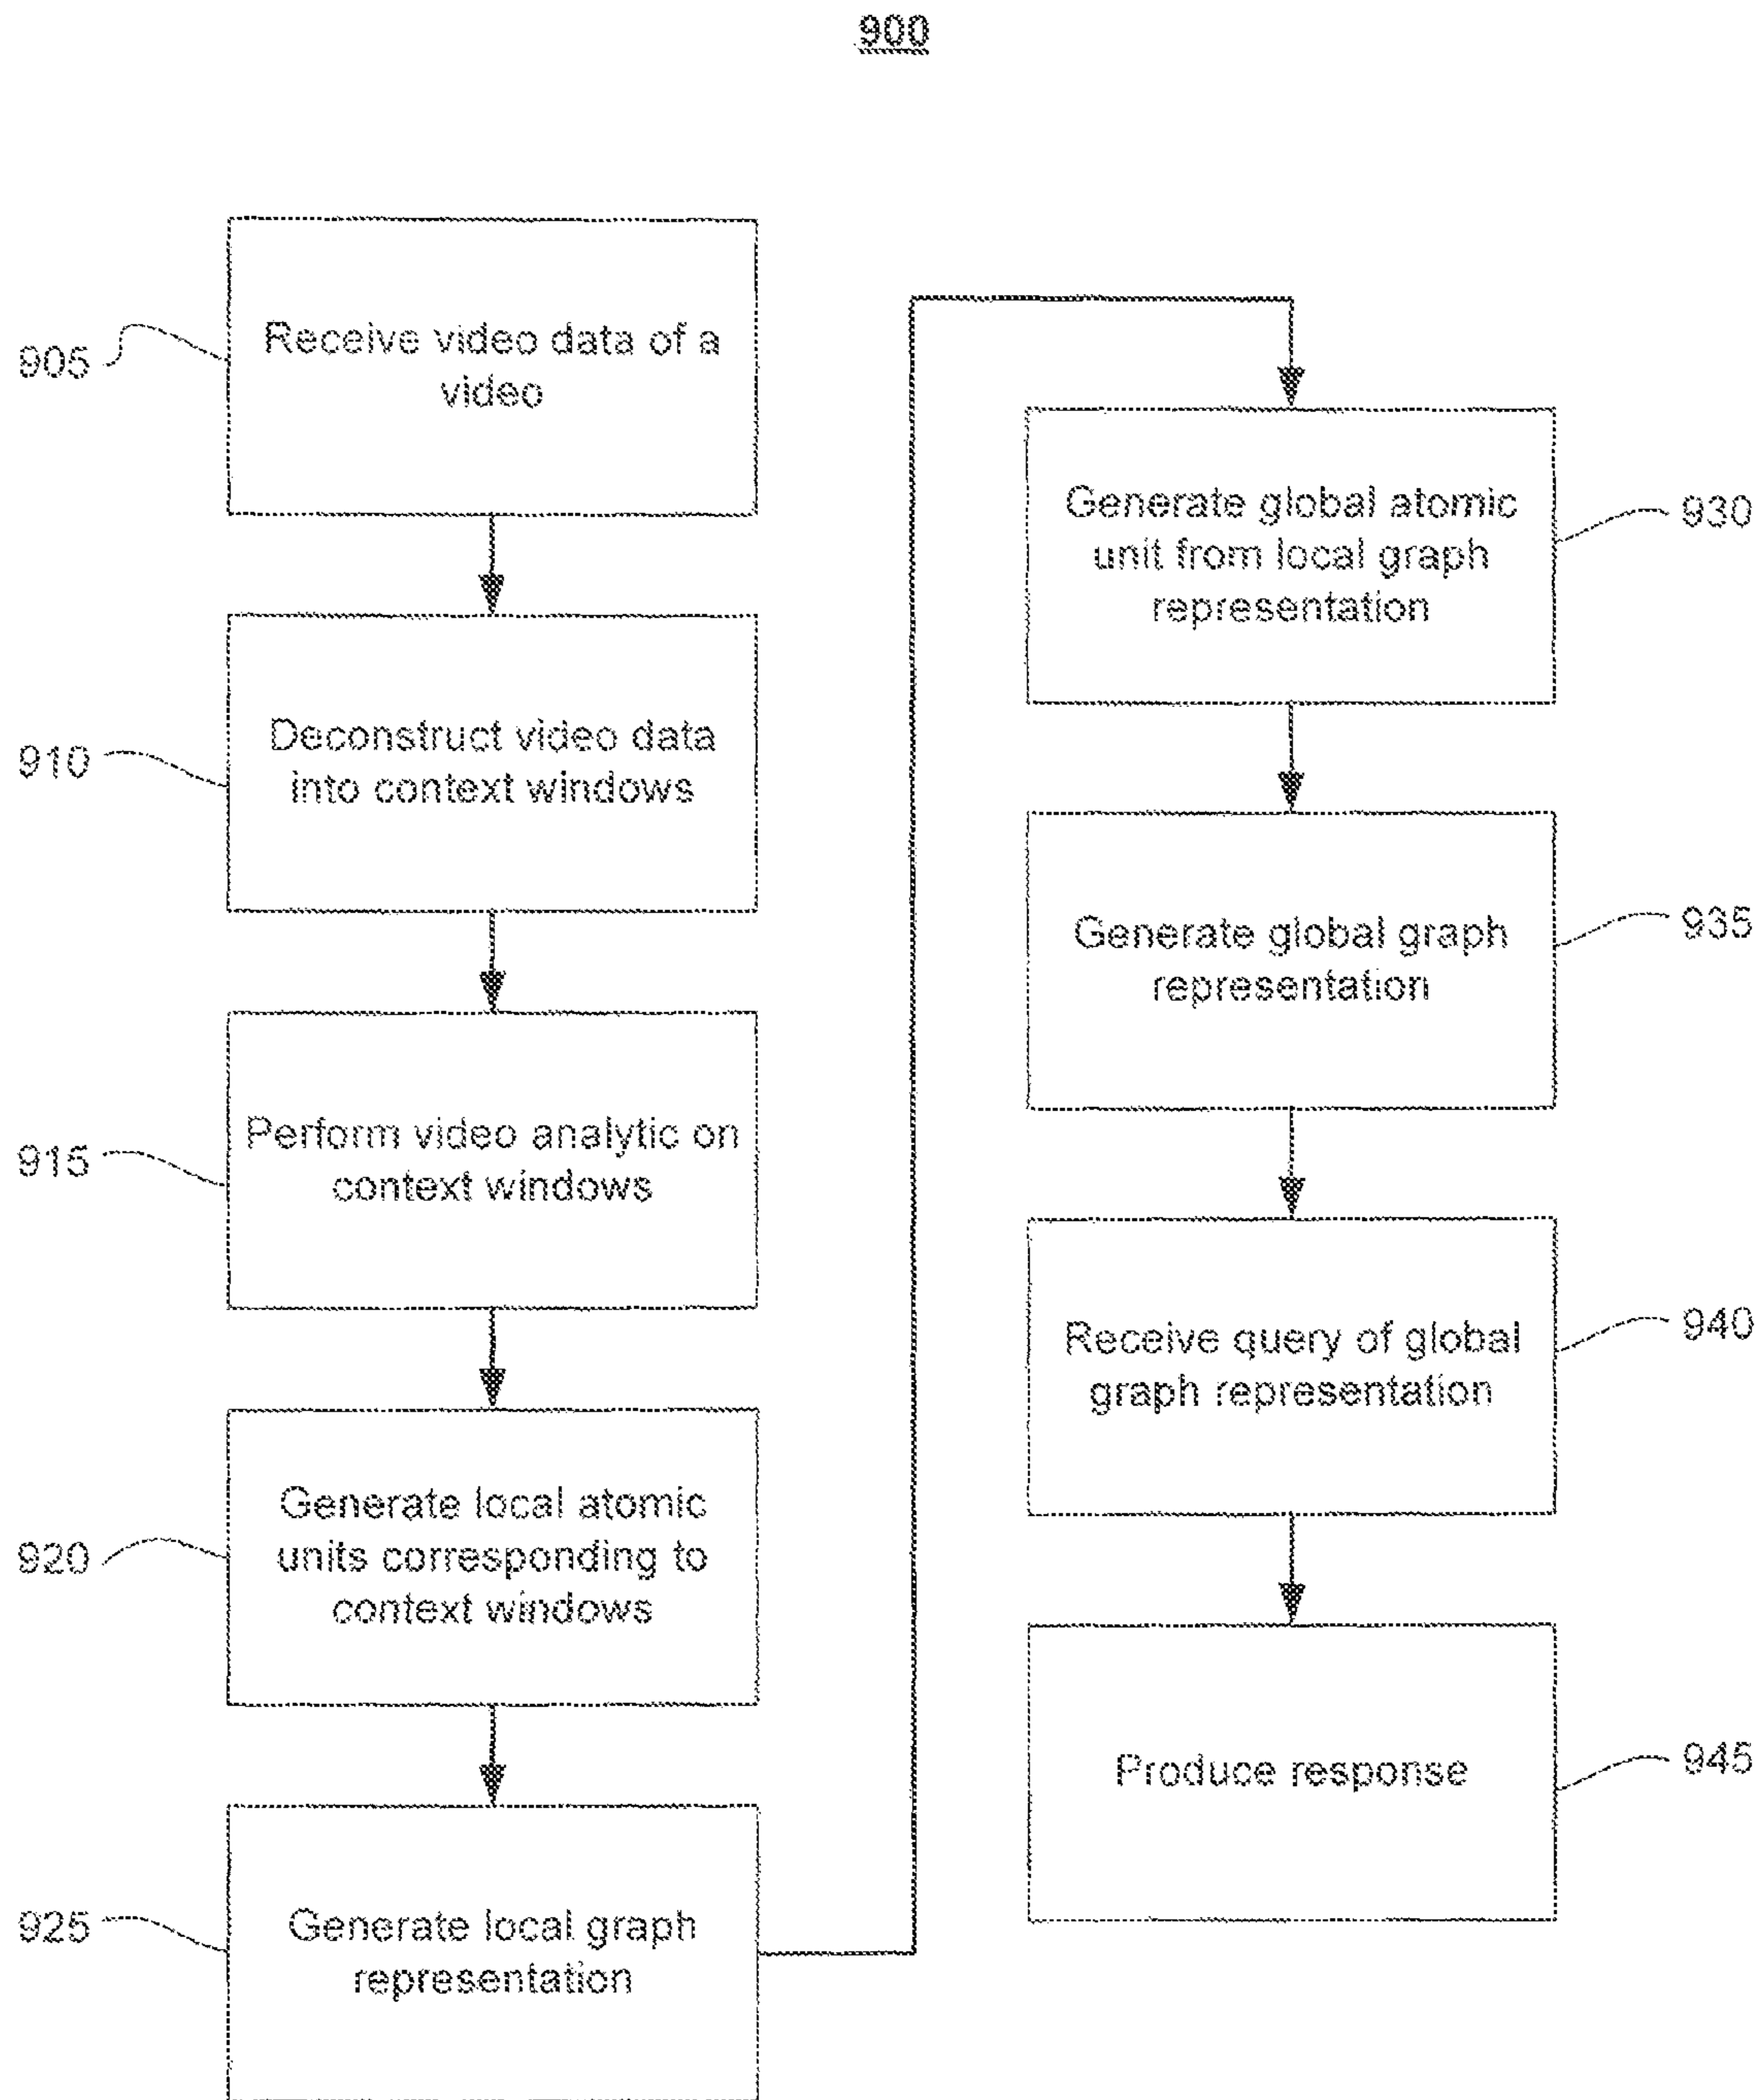 900
905
Receive video data of a
video
910
Deconstruct video data
into context windows
915
Perform video analytic on
context windows
920
Generate local atomic
units corresponding to
context windows
925
Generate local graph
representation
Generate global atomic
unit from local graph
representation
930
Generate global graph
representation
935
Receive query of global
graph representation
940
Produce response
945